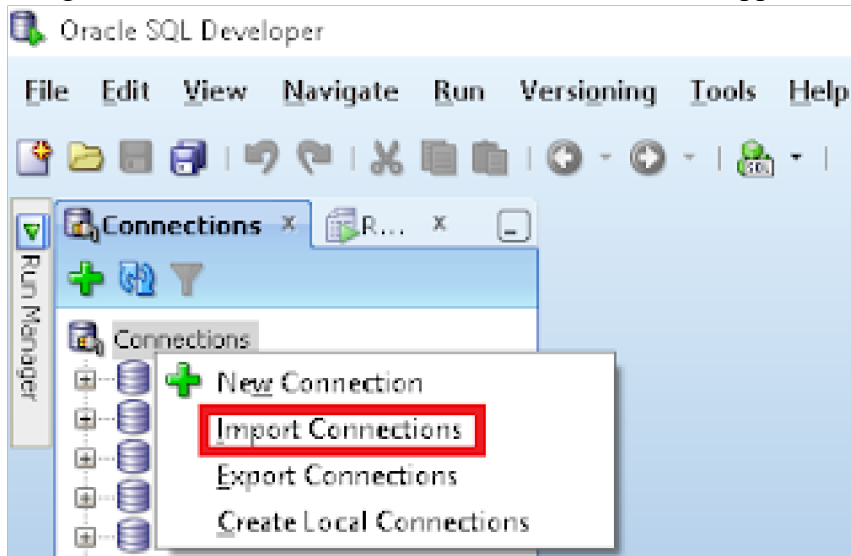 Oracle SQL Developer
File Edit View Navigate Run Versioning Tools Help
SQL
Connections x R... x
Run Manager
Connections
New Connection
Import Connections
Export Connections
Create Local Connections